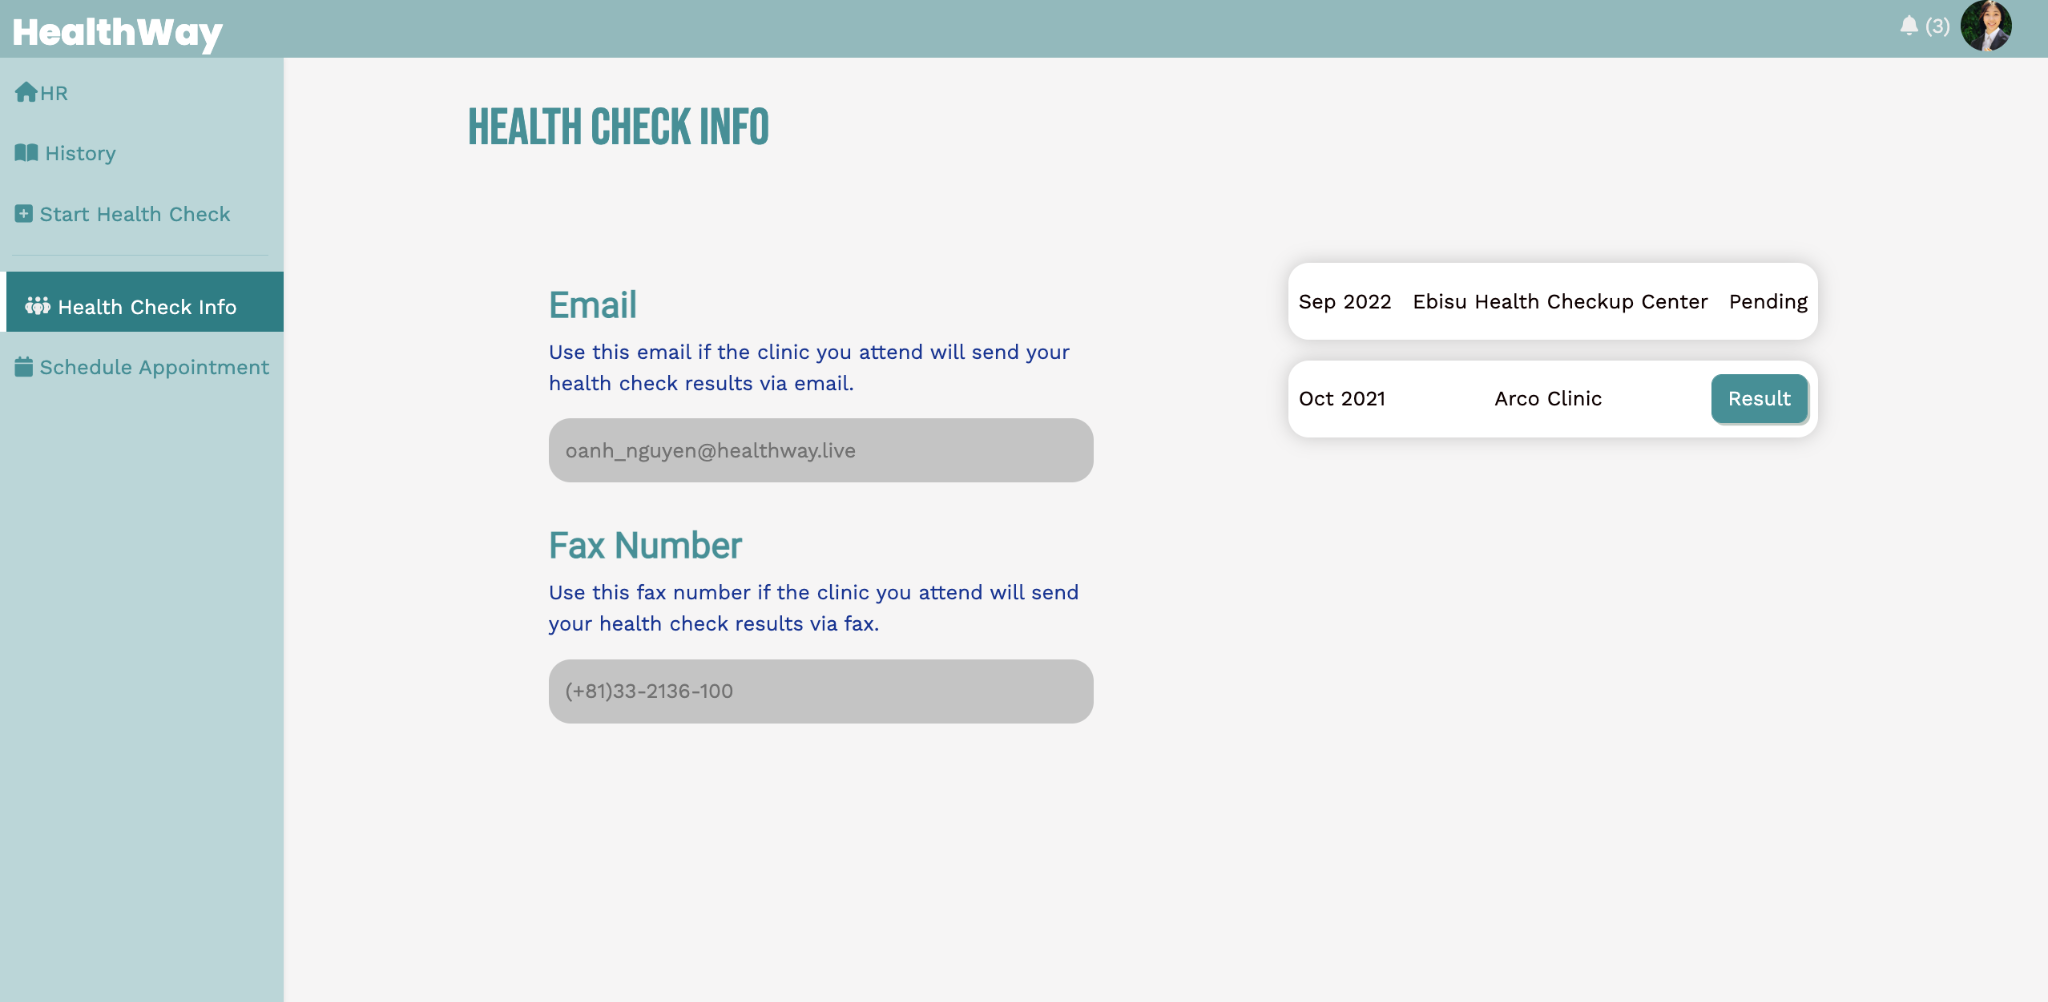 HealthWay
(3)
HR
History
Start Health Check
Health Check Info
Schedule Appointment
HEALTH CHECK INFO
Email
Use this email if the clinic you attend will send your
health check results via email.
oanh_nguyen@healthway.live
Fax Number
Use this fax number if the clinic you attend will send
your health check results via fax.
(+81)33-2136-100
Sep 2022 Ebisu Health Checkup Center Pending
Oct 2021 Arco Clinic Result